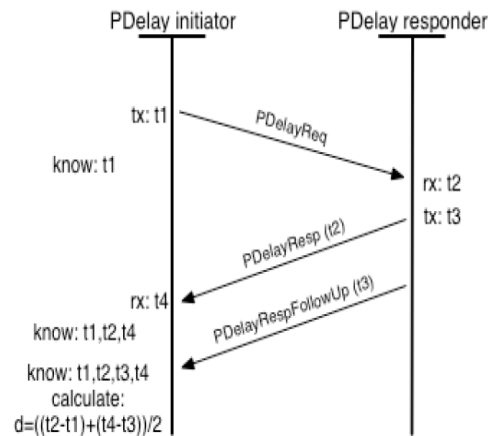 PDelay initiator
PDelay responder
tx: t1
PDelayReq
know: t1
rx: t2
tx: t3
PDelayResp (t2)
rx: t4
PDelayRespFollowUp (t3)
know: t1,t2,t4
know: t1,t2,t3,t4
calculate:
d=((t2-t1)+(t4-t3))/2